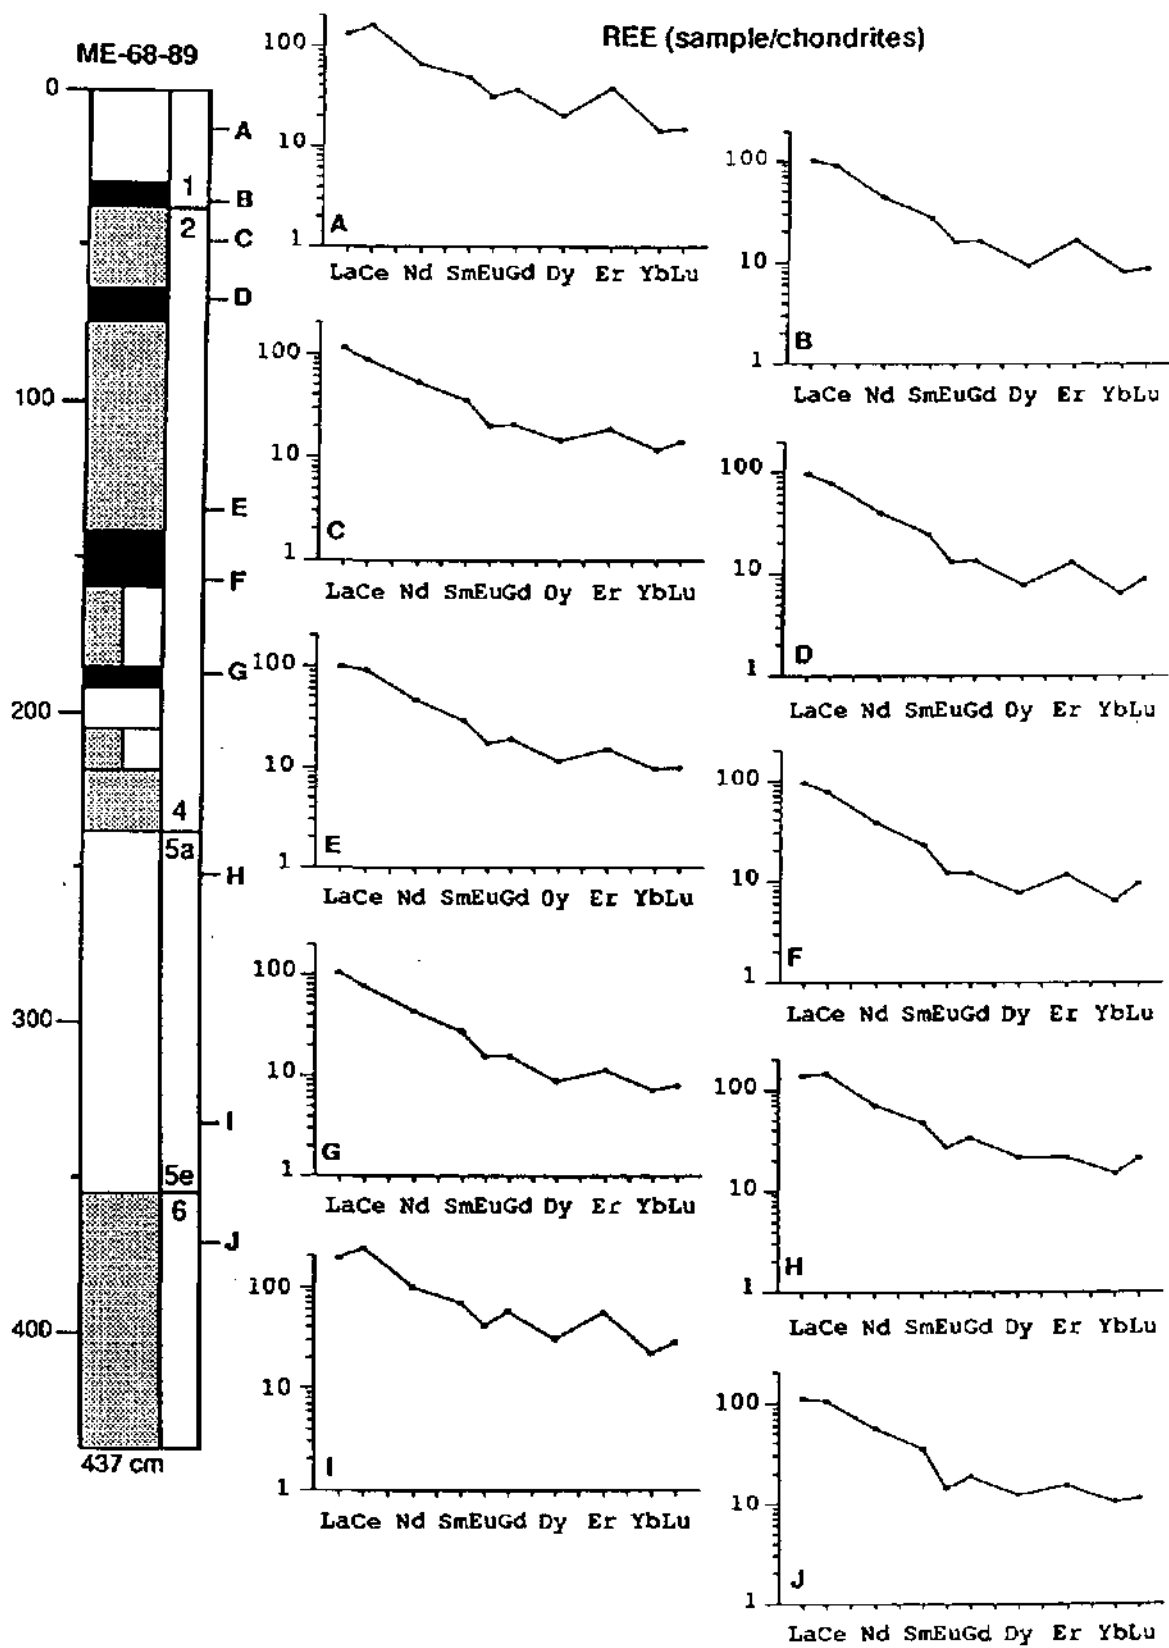 REE (sample/chondrites)
ME-68-89
0
100
200
300
400
437 cm
1
2
4
5a
5e
6
A
B
C
D
E
F
G
H
I
J
100
10
1
A
LaCe Nd SmEuGd Dy Er YbLu
100
10
1
B
LaCe Nd SmEuGd Dy Er YbLu
100
10
1
C
LaCe Nd SmEuGd Dy Er YbLu
100
10
1
D
LaCe Nd SmEuGd Dy Er YbLu
100
10
1
E
LaCe Nd SmEuGd Dy Er YbLu
100
10
1
F
LaCe Nd SmEuGd Dy Er YbLu
100
10
1
G
LaCe Nd SmEuGd Dy Er YbLu
100
10
1
H
LaCe Nd SmEuGd Dy Er YbLu
100
10
1
I
LaCe Nd SmEuGd Dy Er YbLu
100
10
1
J
LaCe Nd SmEuGd Dy Er YbLu